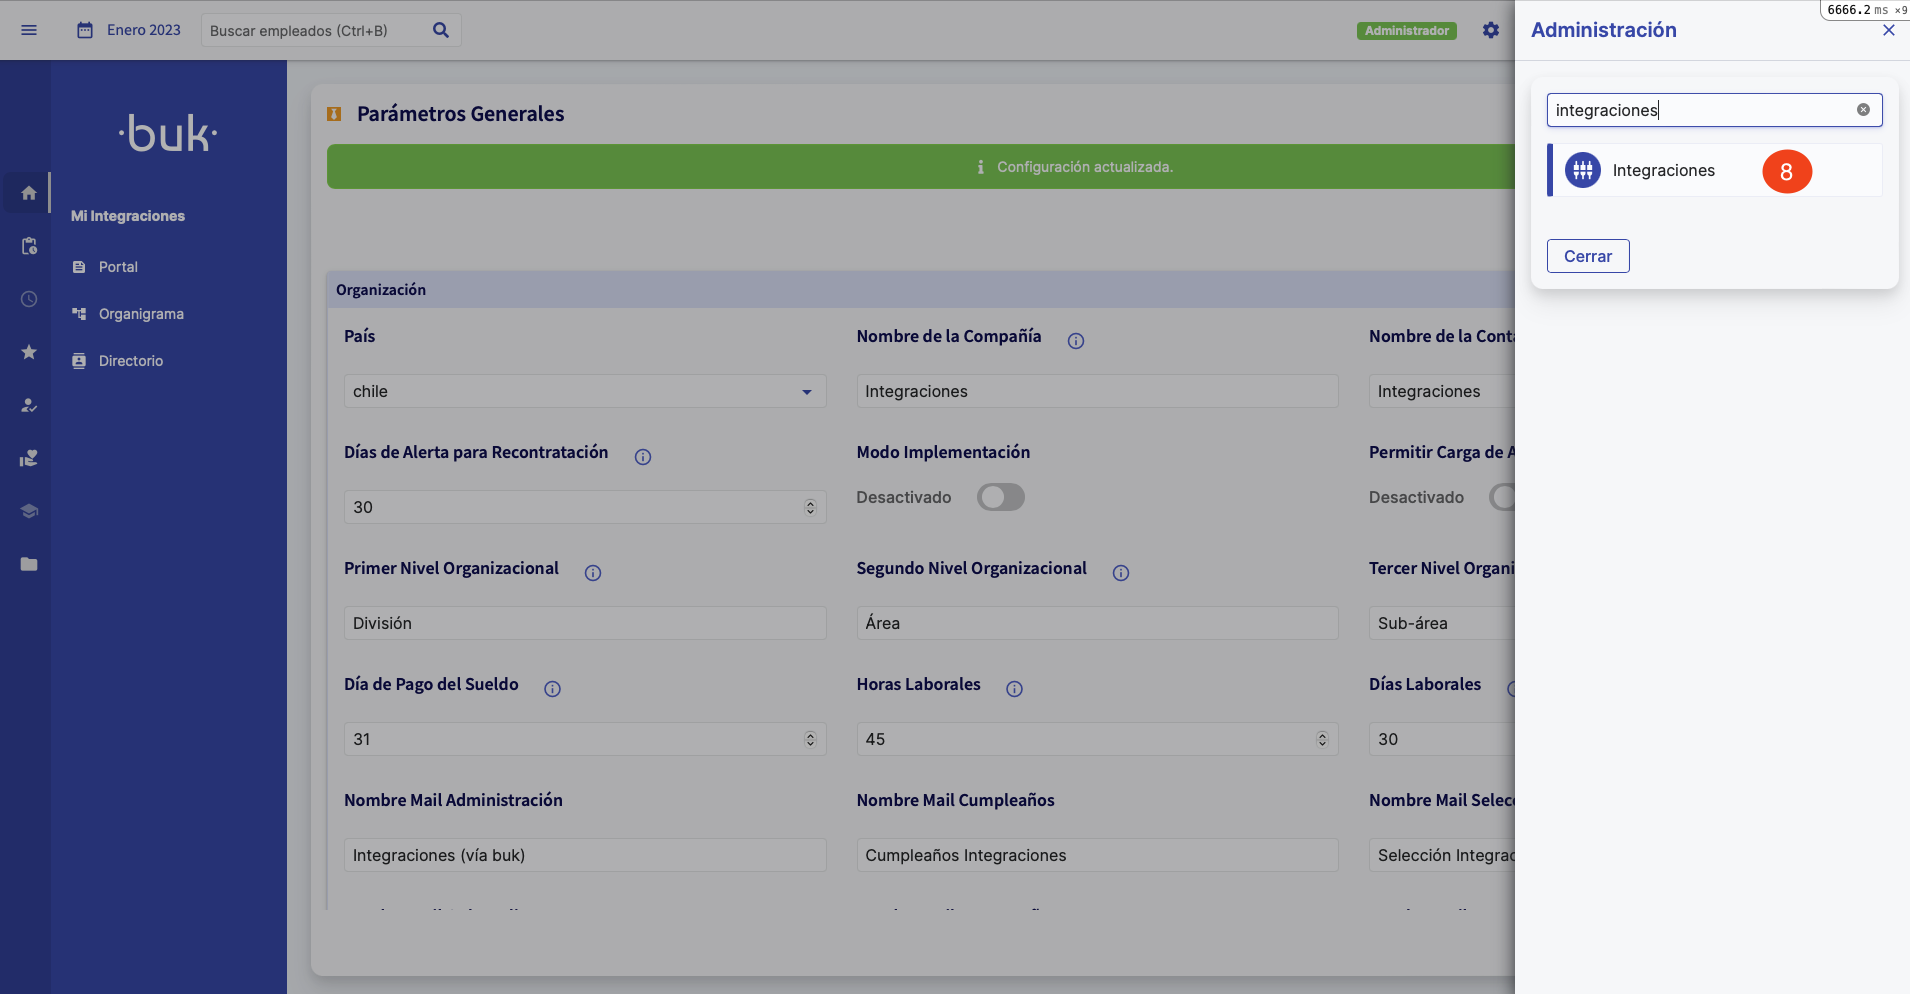 6666.2 ms ×9
Enero 2023
Buscar empleados (Ctrl+B)
Administrador
Administración
·buk·
Mi Integraciones
Portal
Organigrama
Directorio
Parámetros Generales
Configuración actualizada.
Organización
País
Nombre de la Compañía
Nombre de la Conta
chile
Integraciones
Integraciones
Días de Alerta para Recontratación
Modo Implementación
Permitir Carga de A
30
Desactivado
Desactivado
Primer Nivel Organizacional
Segundo Nivel Organizacional
Tercer Nivel Organi
División
Área
Sub-área
Día de Pago del Sueldo
Horas Laborales
Días Laborales
31
45
30
Nombre Mail Administración
Nombre Mail Cumpleaños
Nombre Mail Selec
Integraciones (vía buk)
Cumpleaños Integraciones
Selección Integrac
integraciones
Integraciones
8
Cerrar